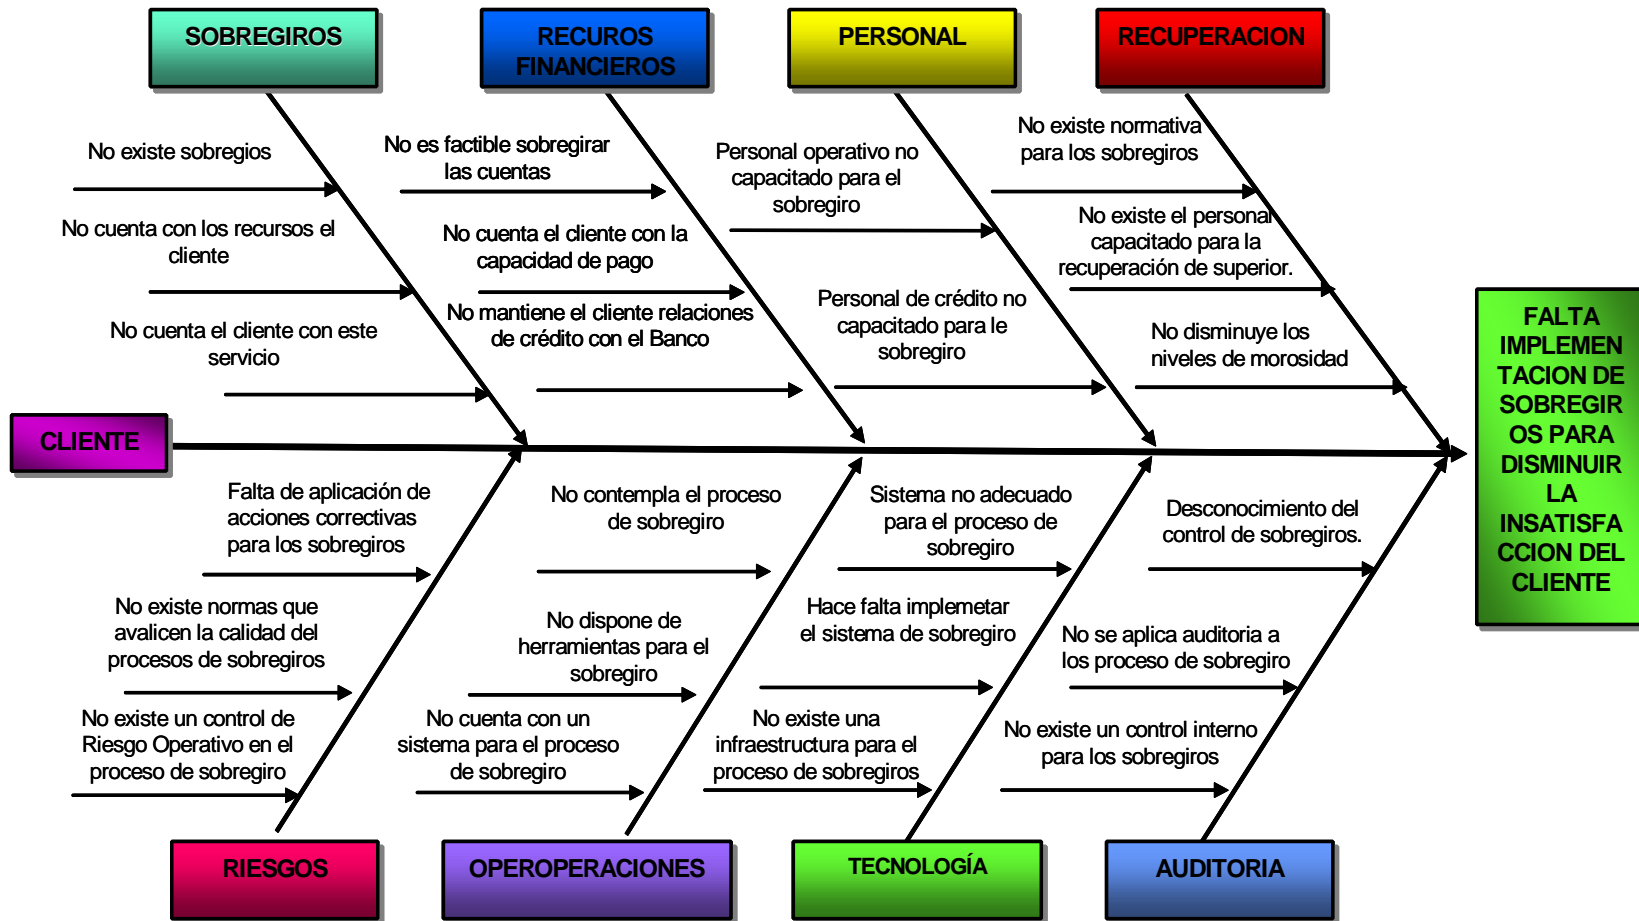 SOBREGIROS
RECUROS
FINANCIEROS
PERSONAL
RECUPERACION
No existe sobregios
No cuenta con los recursos el
cliente
No cuenta el cliente con este
servicio
No es factible sobregirar
las cuentas
No cuenta el cliente con la
capacidad de pago
No mantiene el cliente relaciones
de crédito con el Banco
Personal operativo no
capacitado para el
sobregiro
Personal de crédito no
capacitado para le
sobregiro
No existe normativa
para los sobregiros
No existe el personal
capacitado para la
recuperación de superior.
No disminuye los
niveles de morosidad
CLIENTE
FALTA
IMPLEMEN
TACION DE
SOBREGIR
OS PARA
DISMINUIR
LA
INSATISFA
CCION DEL
CLIENTE
Falta de aplicación de
acciones correctivas
para los sobregiros
No existe normas que
avalicen la calidad del
procesos de sobregiros
No existe un control de
Riesgo Operativo en el
proceso de sobregiro
No contempla el proceso
de sobregiro
No dispone de
herramientas para el
sobregiro
No cuenta con un
sistema para el proceso
de sobregiro
Sistema no adecuado
para el proceso de
sobregiro
Hace falta implemetar
el sistema de sobregiro
No existe una
infraestructura para el
proceso de sobregiros
Desconocimiento del
control de sobregiros.
No se aplica auditoria a
los proceso de sobregiro
No existe un control interno
para los sobregiros
RIESGOS
OPEROPERACIONES
TECNOLOGÍA
AUDITORIA